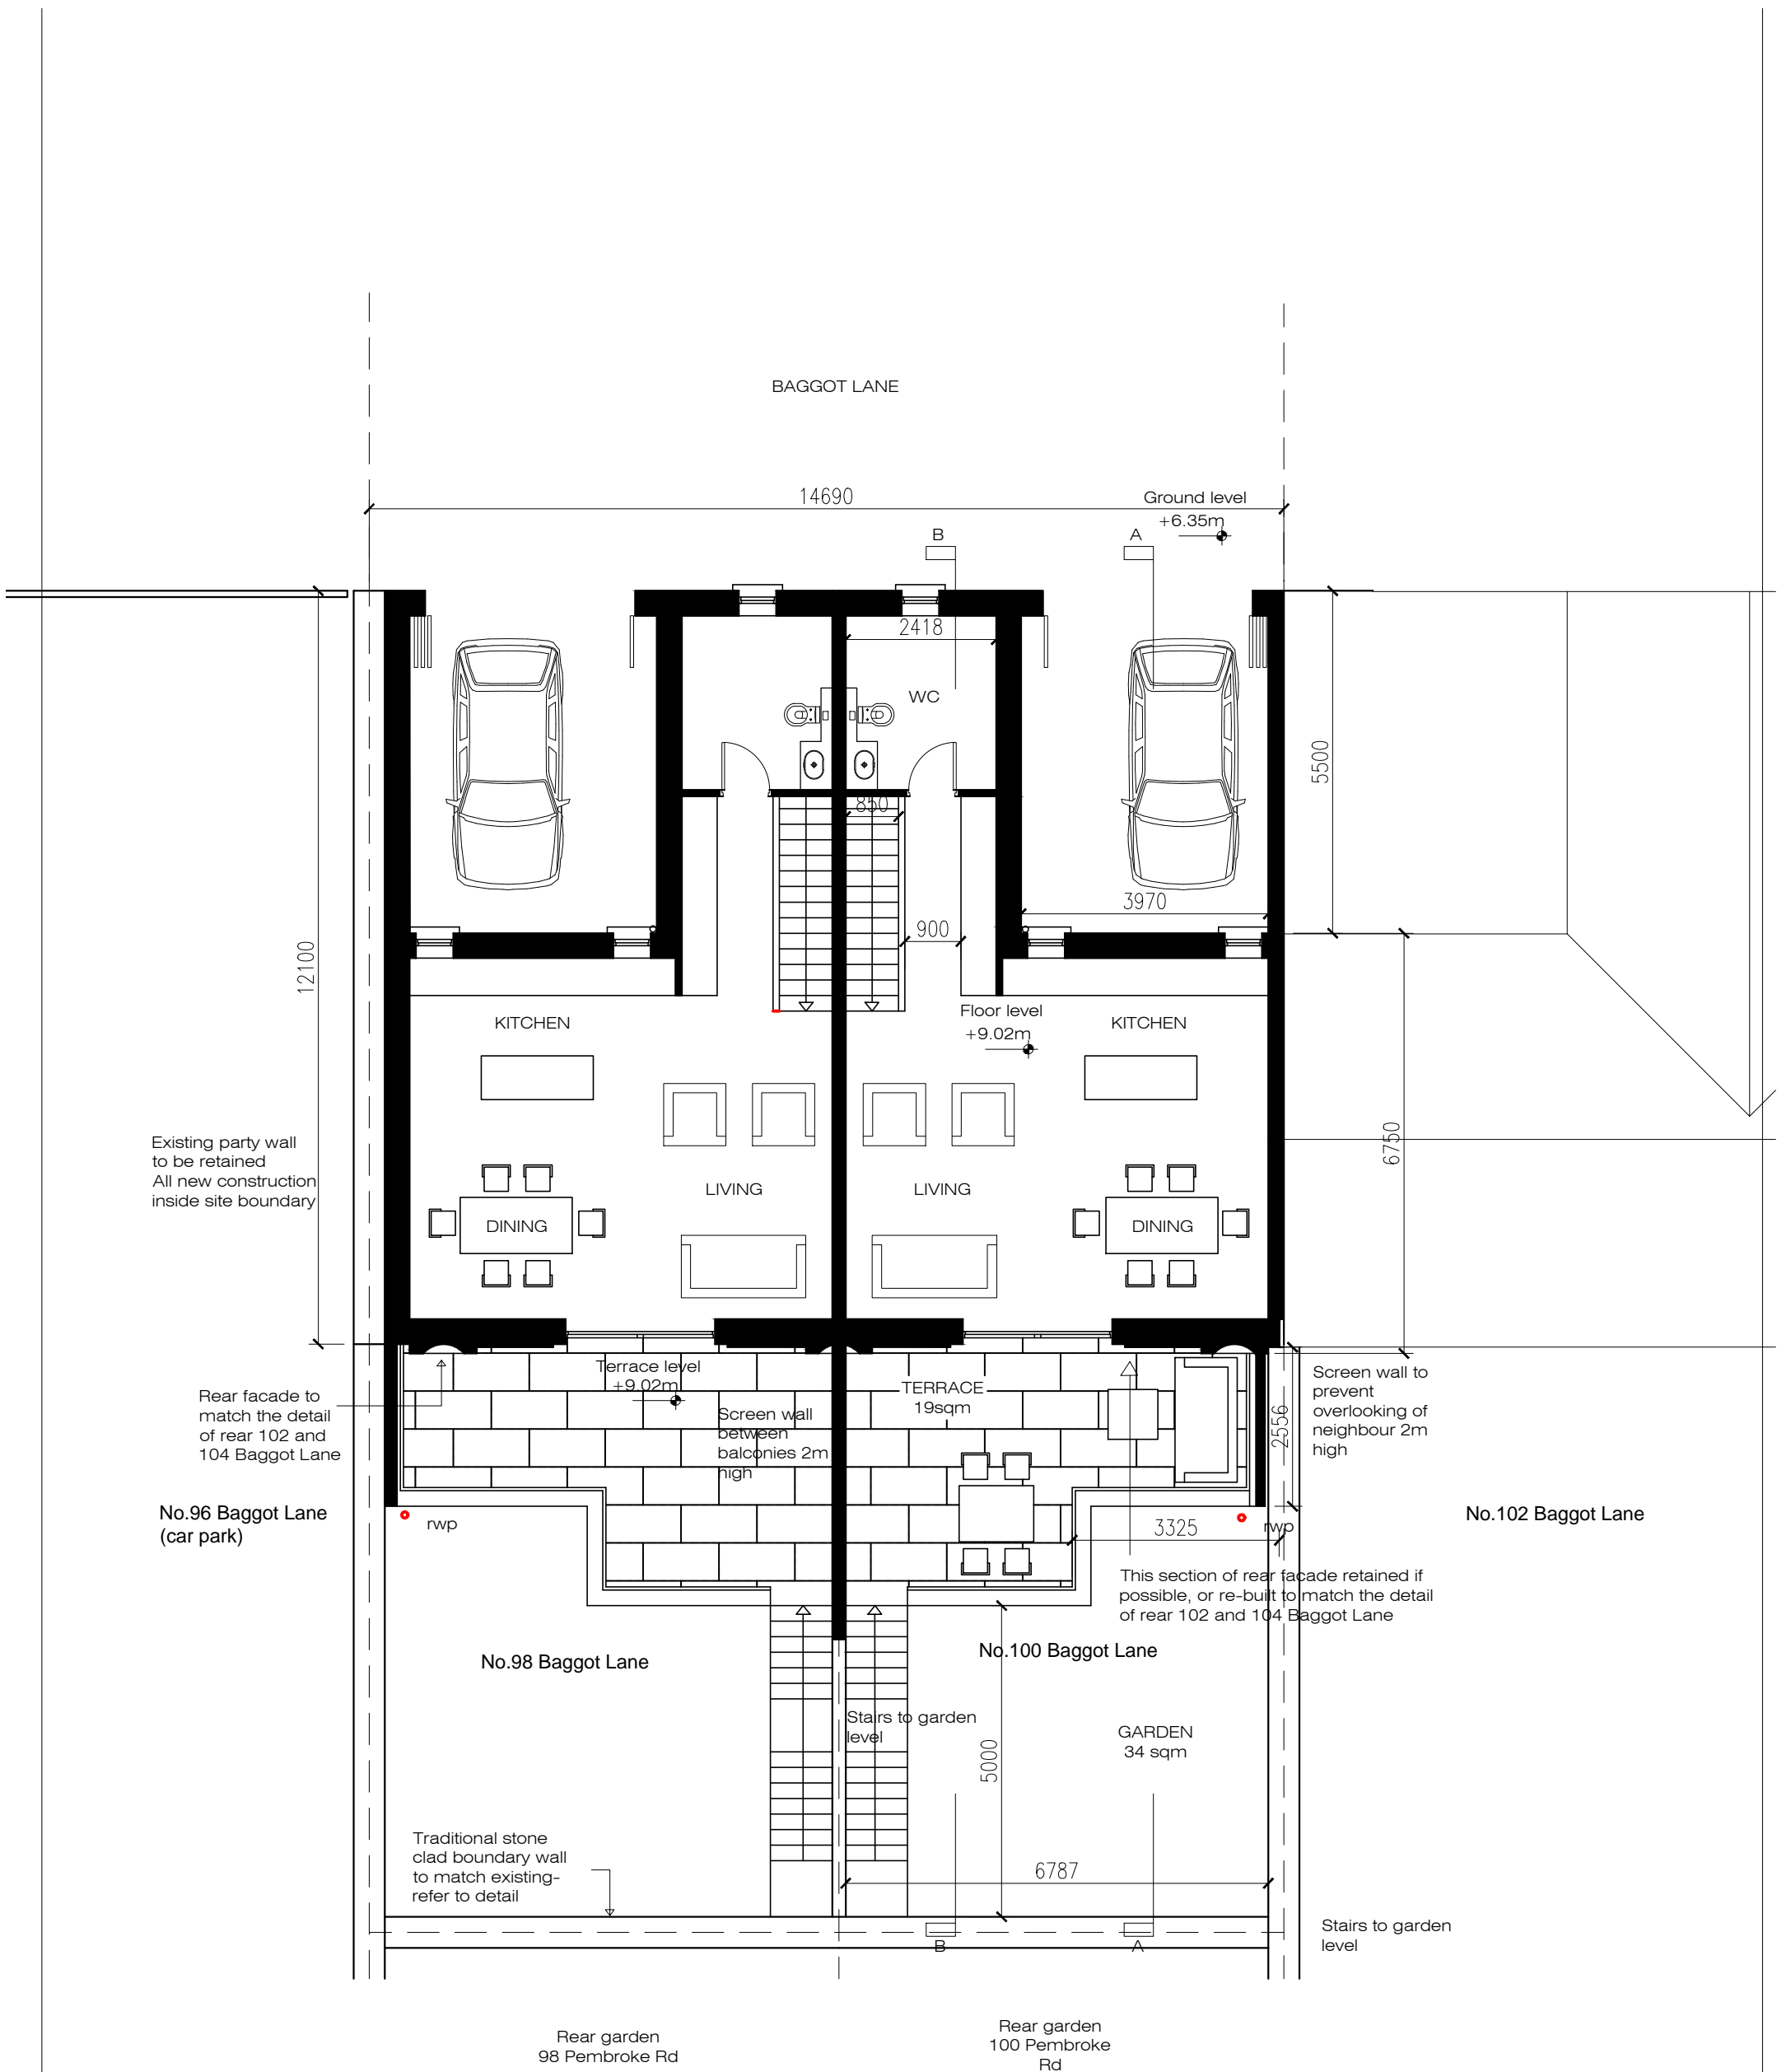 BAGGOT LANE
14690
Ground level
+6.35m
B
A
2418
WC
5500
850
3970
900
12100
KITCHEN
Floor level
+9.02m
KITCHEN
6750
Existing party wall
to be retained
All new construction
inside site boundary
LIVING
LIVING
DINING
DINING
Terrace level
+9.02m
Rear facade to
match the detail
of rear 102 and
104 Baggot Lane
Screen wall
between
balconies 2m
high
TERRACE
19sqm
2556
Screen wall to
prevent
overlooking of
neighbour 2m
high
No.96 Baggot Lane
(car park)
rwp
3325
rwp
No.102 Baggot Lane
This section of rear facade retained if
possible, or re-built to match the detail
of rear 102 and 104 Baggot Lane
No.98 Baggot Lane
No.100 Baggot Lane
Stairs to garden
level
5000
GARDEN
34 sqm
Traditional stone
clad boundary wall
to match existing-
refer to detail
6787
B
A
Stairs to garden
level
Rear garden
98 Pembroke Rd
Rear garden
100 Pembroke
Rd